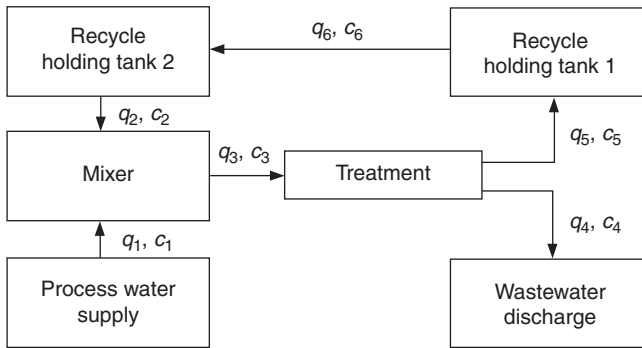 Recycle
holding tank 2
q6, c6
Recycle
holding tank 1
q2, c2
q3, c3
q5, c5
Mixer
Treatment
q1, c1
q4, c4
Process water
supply
Wastewater
discharge